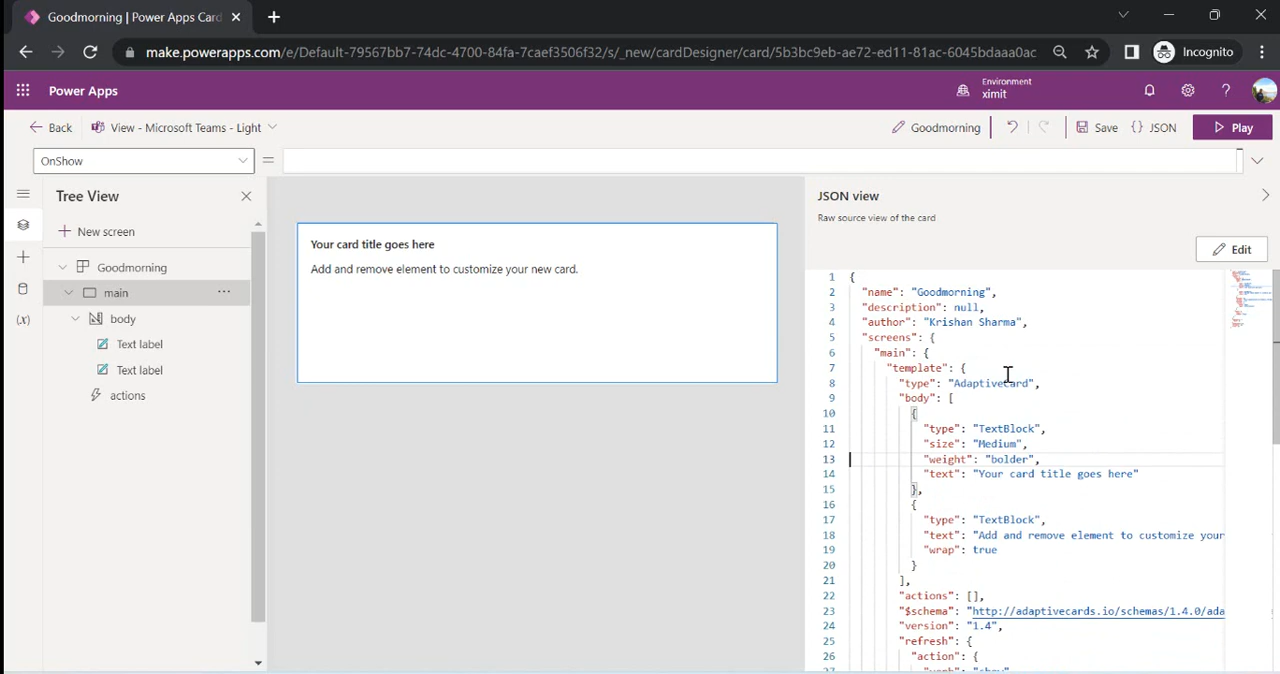 Goodmorning | Power Apps Card
make.powerapps.com/e/Default-79567bb7-74dc-4700-84fa-7caef3506f32/s/_new/cardDesigner/card/5b3bc9eb-ae72-ed11-81ac-6045bdaaa0ac
Incognito
Power Apps
Environment
ximit
Back
View - Microsoft Teams - Light
Goodmorning
Save
{} JSON
Play
OnShow
=
Tree View
New screen
Goodmorning
main
body
Text label
Text label
actions
Your card title goes here
Add and remove element to customize your new card.
JSON view
Raw source view of the card
Edit
1 {
2 "name": "Goodmorning",
3 "description": null,
4 "author": "Krishan Sharma",
5 "screens": {
6 "main": {
7 "template": {
8 "type": "AdaptiveCard",
9 "body": [
10 {
11 "type": "TextBlock",
12 "size": "Medium",
13 "weight": "bolder",
14 "text": "Your card title goes here"
15 },
16 {
17 "type": "TextBlock",
18 "text": "Add and remove element to customize your
19 "wrap": true
20 }
21 ],
22 "actions": [],
23 "$schema": "http://adaptivecards.io/schemas/1.4.0/ada
24 "version": "1.4",
25 "refresh": {
26 "action": {